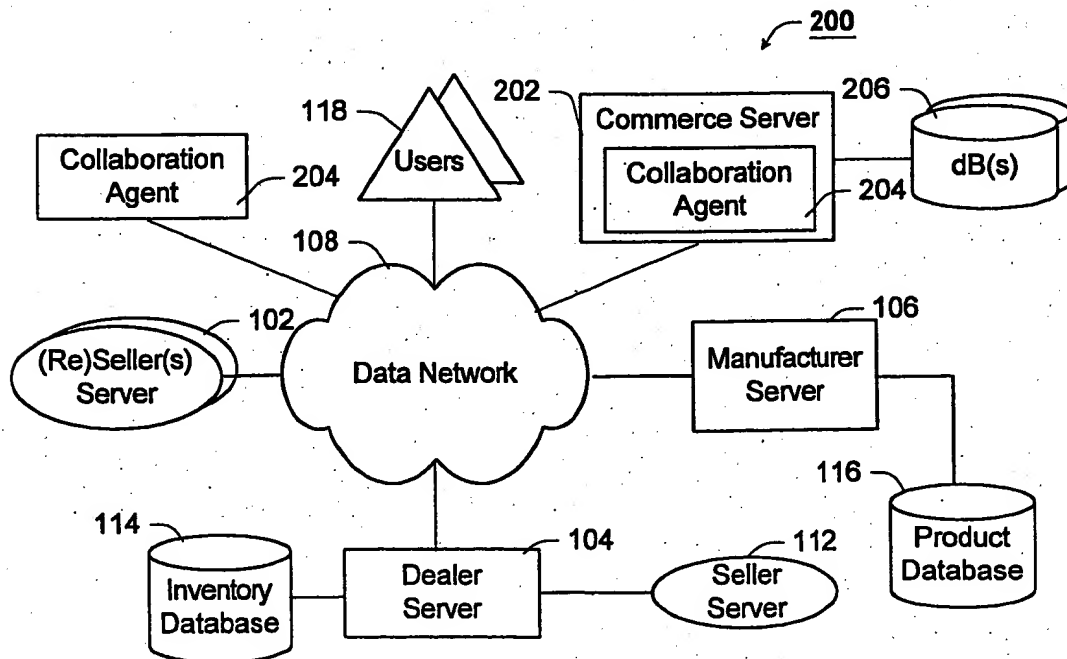 200
118
202
206
Commerce Server
Users
Collaboration
Agent
204
Collaboration
Agent
204
dB(s)
108
102
106
(Re)Seller(s)
Server
Data Network
Manufacturer
Server
116
114
104
112
Product
Database
Inventory
Database
Dealer
Server
Seller
Server